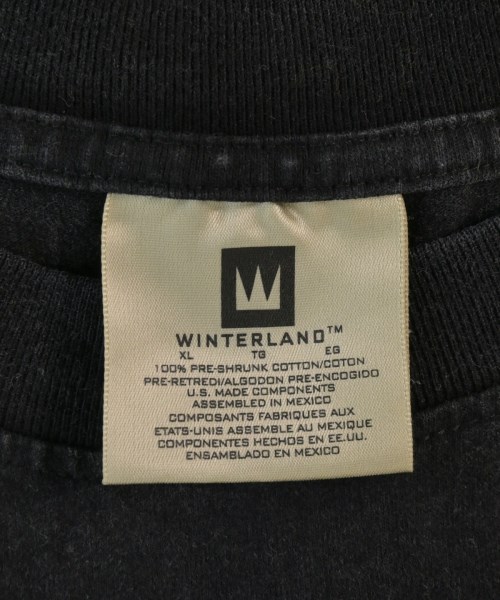 W
WINTERLAND™
XL TG EG
100% PRE-SHRUNK COTTON/COTON
PRE-RETREDI/ALGODON PRE-ENCOGIDO
U.S. MADE COMPONENTS
ASSEMBLED IN MEXICO
COMPOSANTS FABRIQUES AUX
ETATS-UNIS ASSEMBLE AU MEXIQUE
COMPONENTES HECHOS EN EE.UU.
ENSAMBLADO EN MEXICO